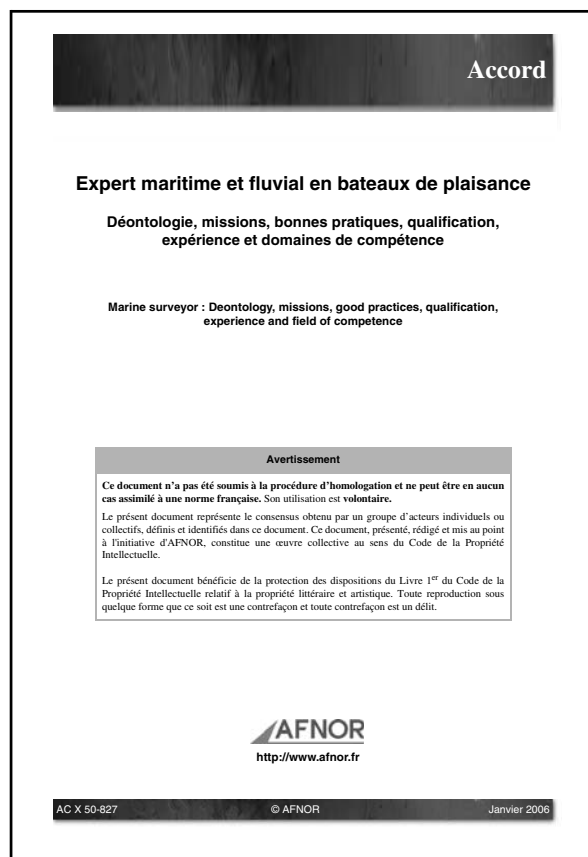 Accord
Expert maritime et fluvial en bateaux de plaisance
Déontologie, missions, bonnes pratiques, qualification,
expérience et domaines de compétence
Marine surveyor : Deontology, missions, good practices, qualification,
experience and field of competence
Avertissement
Ce document n’a pas été soumis à la procédure d’homologation et ne peut être en aucun
cas assimilé à une norme française. Son utilisation est volontaire.
Le présent document représente le consensus obtenu par un groupe d’acteurs individuels ou
collectifs, définis et identifiés dans ce document. Ce document, présenté, rédigé et mis au point
à l'initiative d'AFNOR, constitue une œuvre collective au sens du Code de la Propriété
Intellectuelle.
Le présent document bénéficie de la protection des dispositions du Livre 1er du Code de la
Propriété Intellectuelle relatif à la propriété littéraire et artistique. Toute reproduction sous
quelque forme que ce soit est une contrefaçon et toute contrefaçon est un délit.
AFNOR
http://www.afnor.fr
AC X 50-827 © AFNOR Janvier 2006